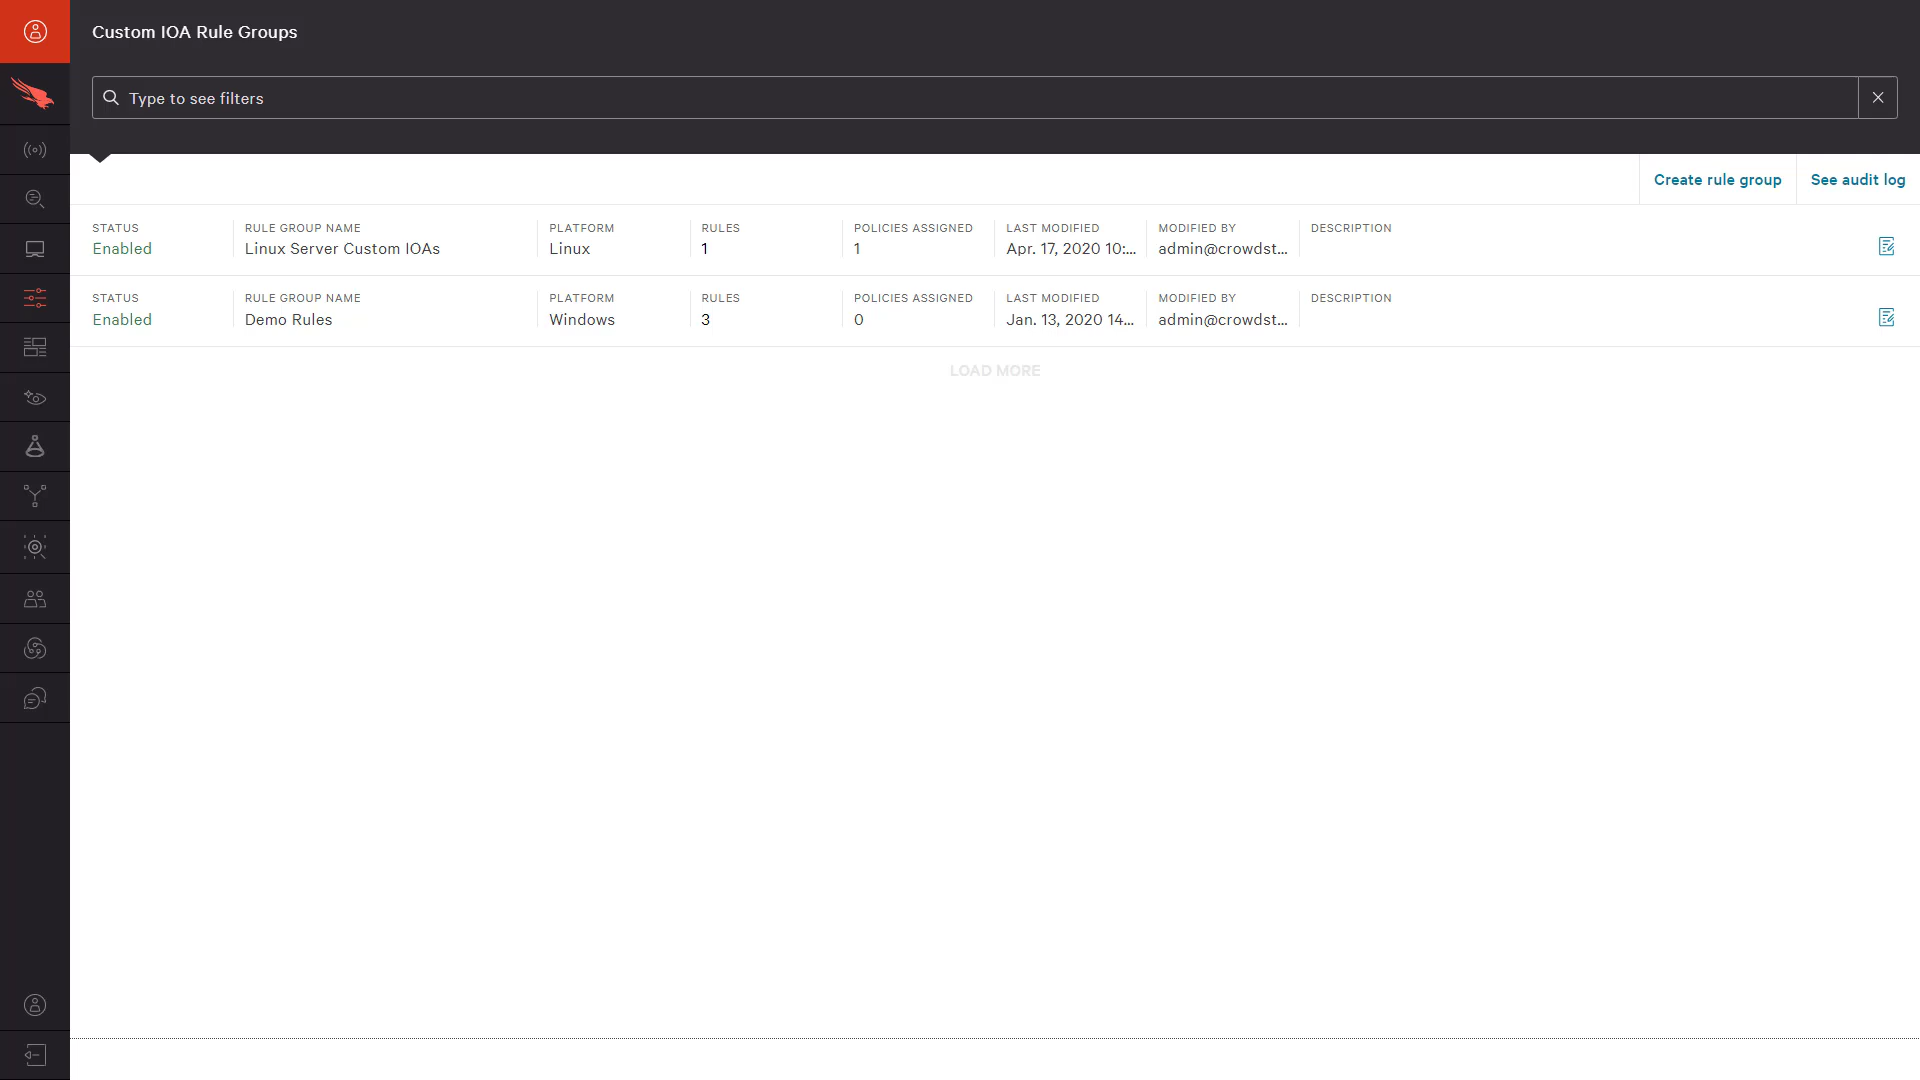 Custom IOA Rule Groups
Type to see filters
Create rule group
See audit log
STATUS RULE GROUP NAME PLATFORM RULES POLICIES ASSIGNED LAST MODIFIED MODIFIED BY DESCRIPTION
Enabled Linux Server Custom IOAs Linux 1 1 Apr. 17, 2020 10:... admin@crowdst...
STATUS RULE GROUP NAME PLATFORM RULES POLICIES ASSIGNED LAST MODIFIED MODIFIED BY DESCRIPTION
Enabled Demo Rules Windows 3 0 Jan. 13, 2020 14... admin@crowdst...
LOAD MORE